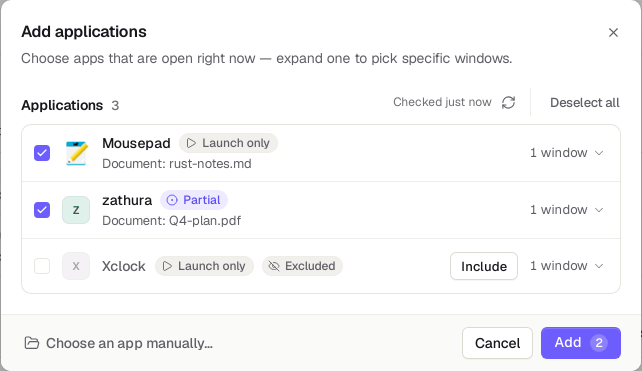 Add applications
Choose apps that are open right now — expand one to pick specific windows.
Applications 3 Checked just now Deselect all
Mousepad Launch only
Document: rust-notes.md 1 window
Z zathura Partial
Document: Q4-plan.pdf 1 window
X Xclock Launch only Excluded Include 1 window
Choose an app manually... Cancel Add 2